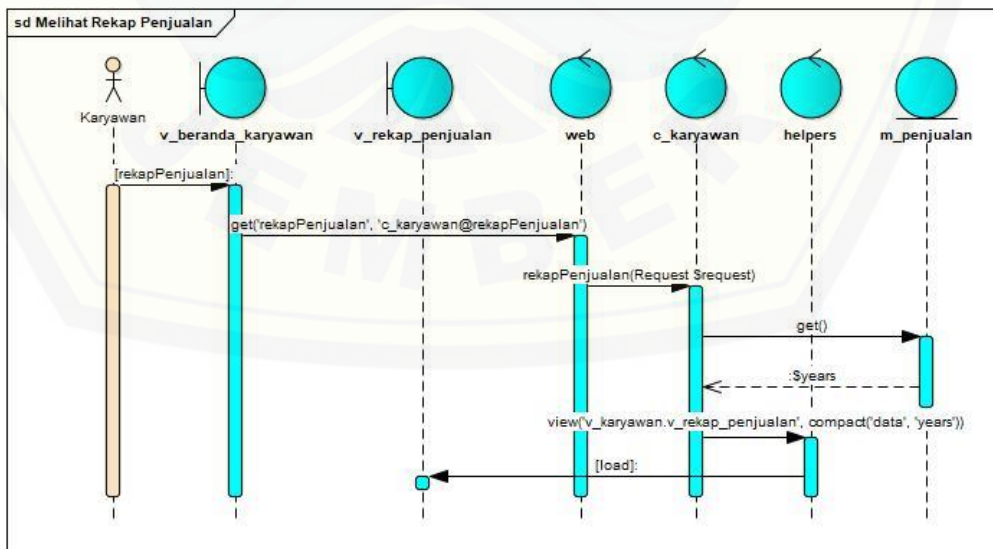 sd Melihat Rekap Penjualan
Karyawan
v_beranda_karyawan
v_rekap_penjualan
web
c_karyawan
helpers
m_penjualan
[rekapPenjualan]:
get('rekapPenjualan', 'c_karyawan@rekapPenjualan')
rekapPenjualan(Request $request)
get()
:$years
view('v_karyawan.v_rekap_penjualan', compact('data', 'years'))
[load]:
JEMBER